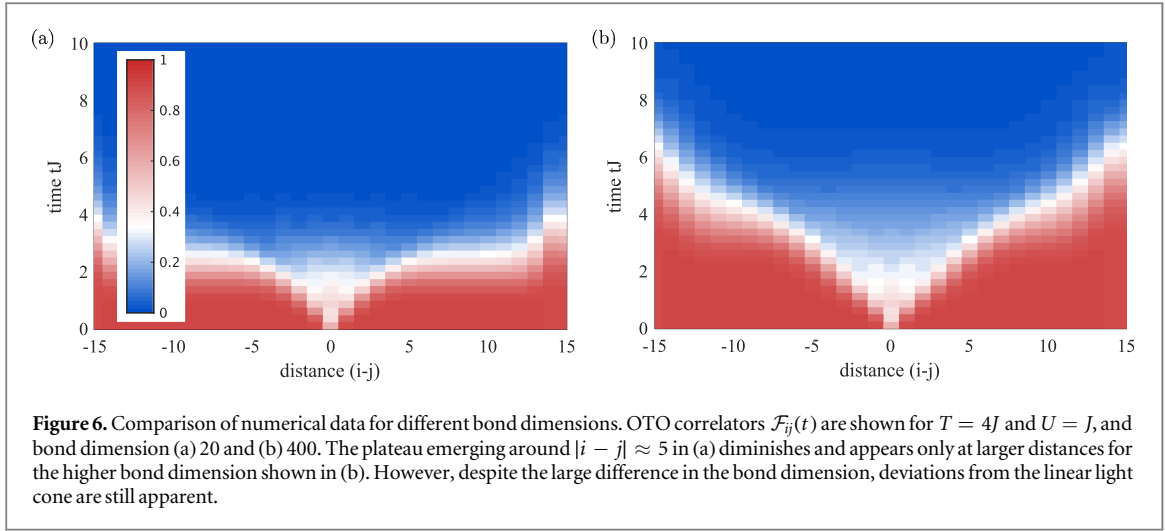 (a)
10
8
6
4
2
0
time tJ
1
0.8
0.6
0.4
0.2
0
-15 -10 -5 0 5 10 15
distance (i-j)
(b)
10
8
6
4
2
0
time tJ
-15 -10 -5 0 5 10 15
distance (i-j)
Figure 6. Comparison of numerical data for different bond dimensions. OTO correlators ℱᵢⱼ(t) are shown for T = 4J and U = J, and
bond dimension (a) 20 and (b) 400. The plateau emerging around |i − j| ≈ 5 in (a) diminishes and appears only at larger distances for
the higher bond dimension shown in (b). However, despite the large difference in the bond dimension, deviations from the linear light
cone are still apparent.